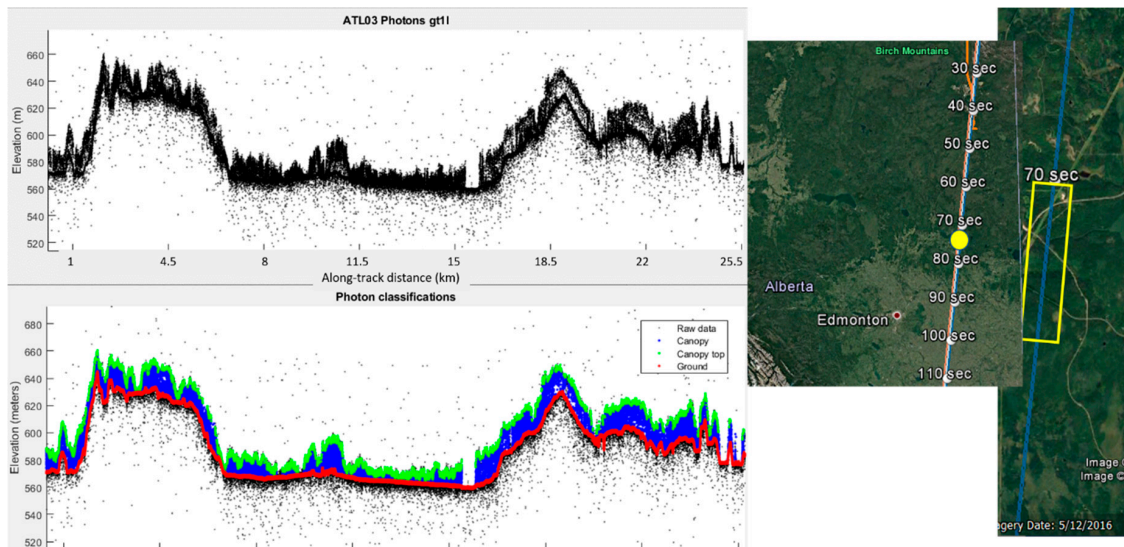 ATL03 Photons gt1l
Elevation (m)
660
640
620
600
580
560
540
520
1
4.5
8
11.5
15
18.5
22
25.5
Along-track distance (km)
Photon classifications
Elevation (meters)
680
660
640
620
600
580
560
540
520
Raw data
Canopy
Canopy top
Ground
Birch Mountains
30 sec
40 sec
50 sec
60 sec
70 sec
80 sec
90 sec
100 sec
110 sec
Alberta
Edmonton
70 sec
Image ©
Image ©
agery Date: 5/12/2016